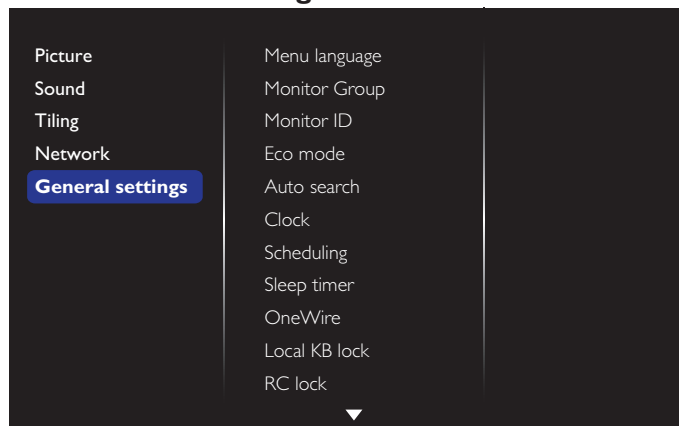 Picture
Sound
Tiling
Network
General settings
Menu language
Monitor Group
Monitor ID
Eco mode
Auto search
Clock
Scheduling
Sleep timer
OneWire
Local KB lock
RC lock